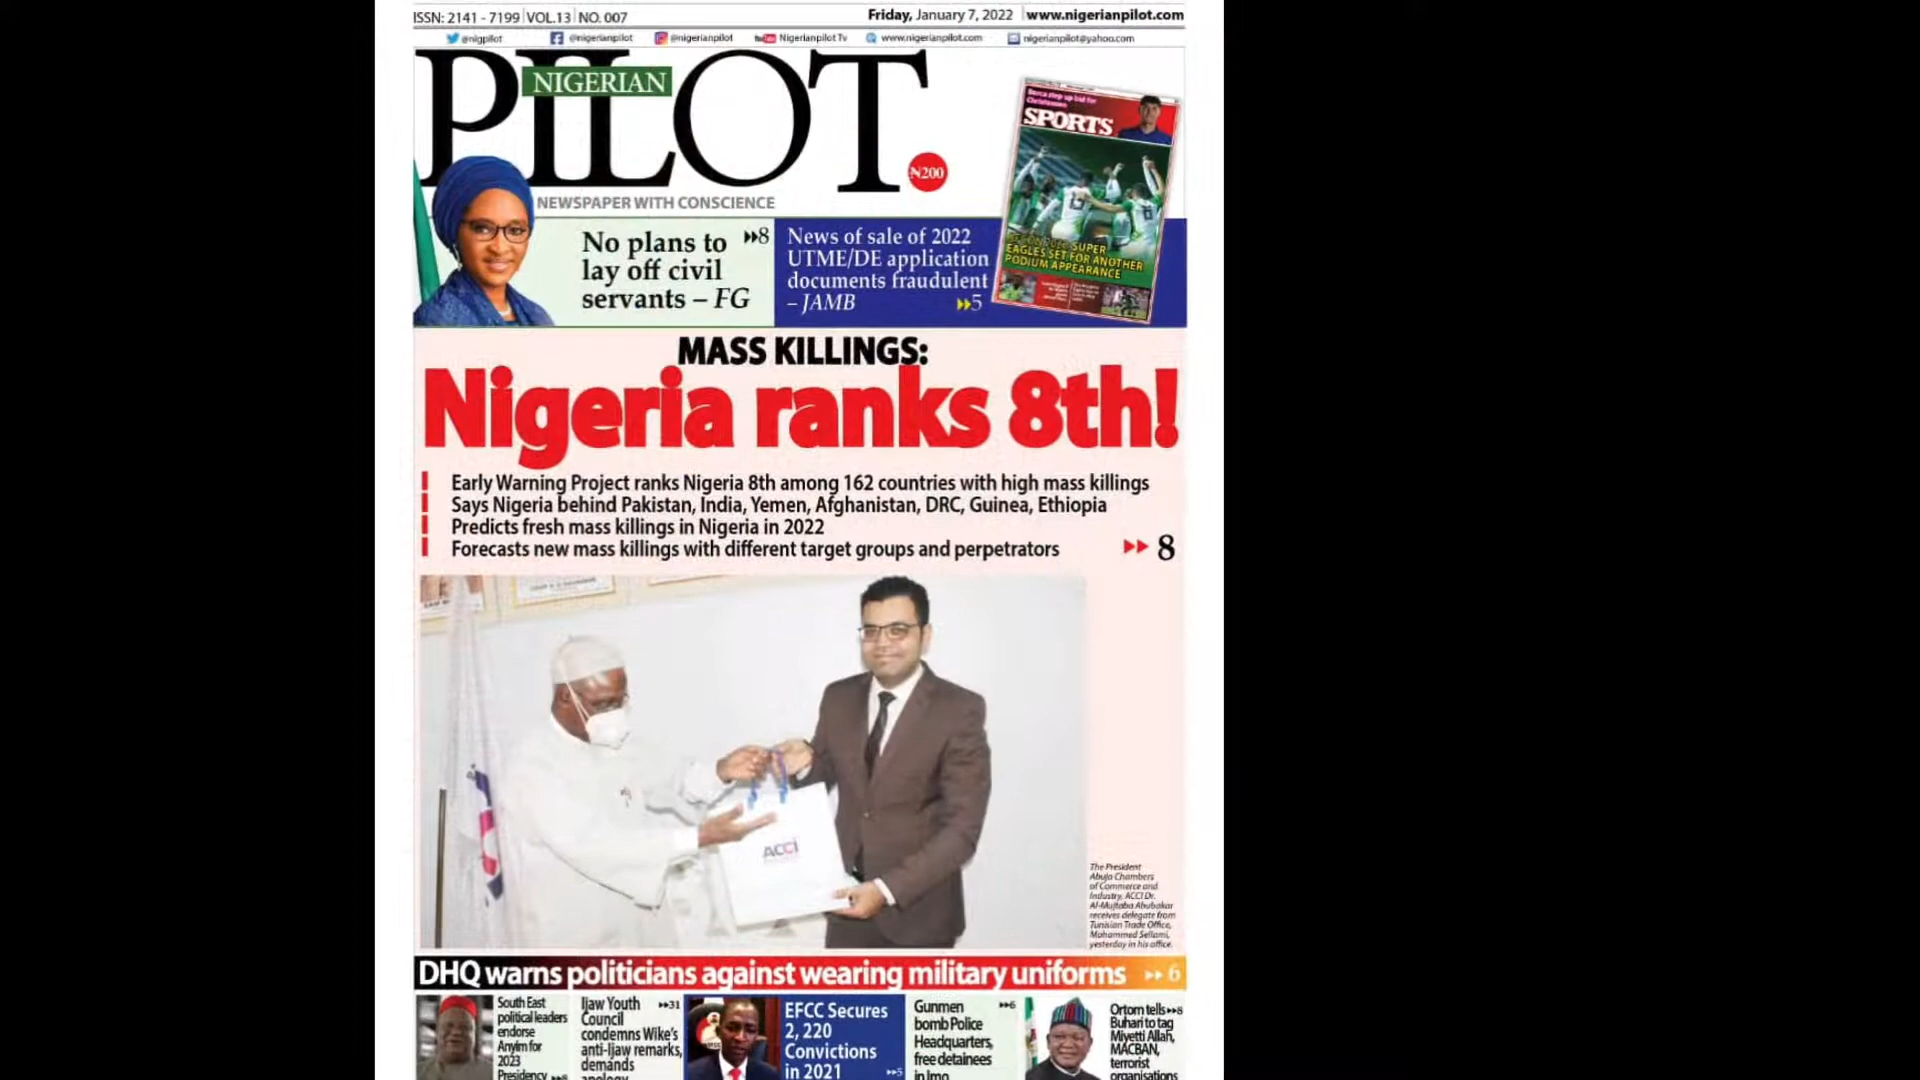 ISSN: 2141 - 7199 VOL.13 NO. 007
Friday, January 7, 2022 www.nigerianpilot.com
@nigpilot @nigerianpilot @nigerianpilot Nigerianpilot Tv www.nigerianpilot.com nigerianpilot@yahoo.com
NIGERIAN
PILOT.
₦200
NEWSPAPER WITH CONSCIENCE
SPORTS
SUPER
EAGLES SET FOR ANOTHER
PODIUM APPEARANCE
No plans to
lay off civil
servants – FG
8
News of sale of 2022
UTME/DE application
documents fraudulent
– JAMB
5
MASS KILLINGS:
Nigeria ranks 8th!
Early Warning Project ranks Nigeria 8th among 162 countries with high mass killings
Says Nigeria behind Pakistan, India, Yemen, Afghanistan, DRC, Guinea, Ethiopia
Predicts fresh mass killings in Nigeria in 2022
Forecasts new mass killings with different target groups and perpetrators
8
ACCI
The President
Abuja Chambers
of Commerce and
Industry, ACCI Dr.
Al-Mujtaba Abubakar
receives delegate from
Tunisian Trade Office,
Mohammed Sellami,
yesterday in his office.
DHQ warns politicians against wearing military uniforms 6
South East
political leaders
endorse
Anyim for
2023
Presidency
Ijaw Youth 31
Council
condemns Wike's
anti-Ijaw remarks,
demands
apology
EFCC Secures
2, 220
Convictions
in 2021 5
Gunmen 6
bomb Police
Headquarters,
free detainees
in Imo
Ortom tells 8
Buhari to tag
Miyetti Allah,
MACBAN,
terrorist
organisations